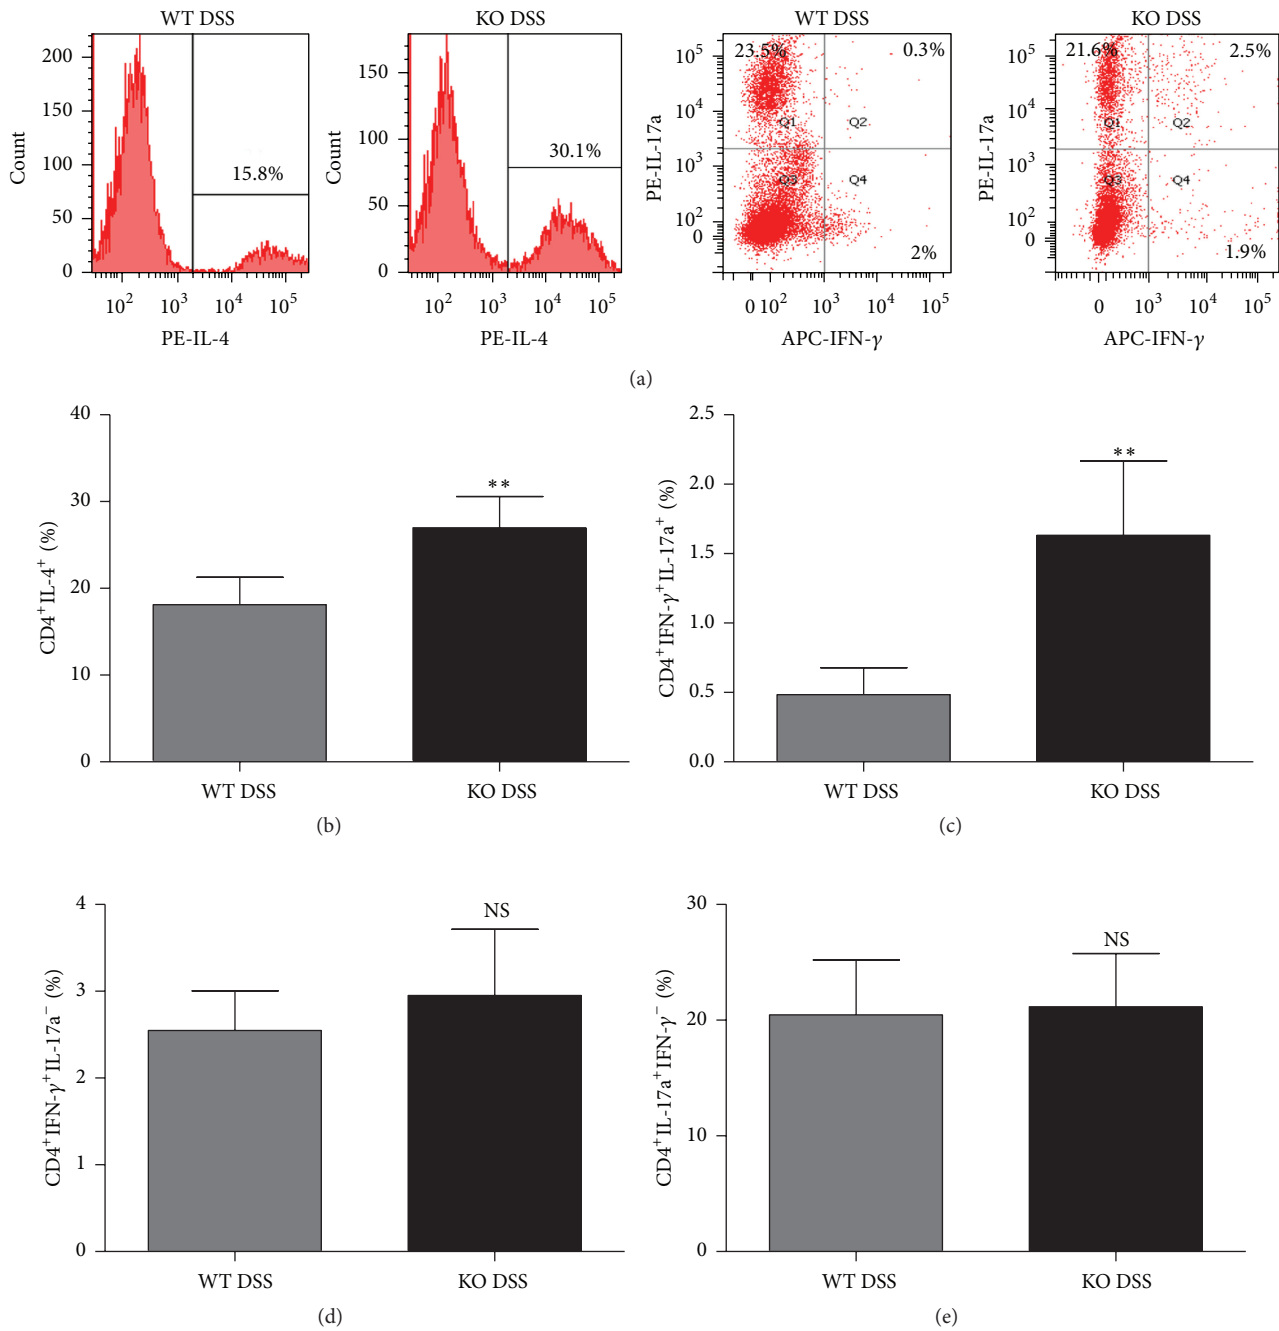 WT DSS
KO DSS
WT DSS
KO DSS
200
150
100
50
0
Count
15.8%
10² 10³ 10⁴ 10⁵
PE-IL-4
150
100
50
0
Count
30.1%
10² 10³ 10⁴ 10⁵
PE-IL-4
10⁵
10⁴
10³
10²
0
PE-IL-17a
23.5%
0.3%
Q1
Q2
Q3
Q4
2%
0 10² 10³ 10⁴ 10⁵
APC-IFN-γ
10⁵
10⁴
10³
10²
0
PE-IL-17a
21.6%
2.5%
Q1
Q2
Q3
Q4
1.9%
0 10³ 10⁴ 10⁵
APC-IFN-γ
(a)
40
30
20
10
0
CD4⁺IL-4⁺ (%)
**
WT DSS
KO DSS
(b)
2.5
2.0
1.5
1.0
0.5
0.0
CD4⁺IFN-γ⁺IL-17a⁺ (%)
**
WT DSS
KO DSS
(c)
4
3
2
1
0
CD4⁺IFN-γ⁺IL-17a⁻ (%)
NS
WT DSS
KO DSS
(d)
30
20
10
0
CD4⁺IL-17a⁺IFN-γ⁻ (%)
NS
WT DSS
KO DSS
(e)